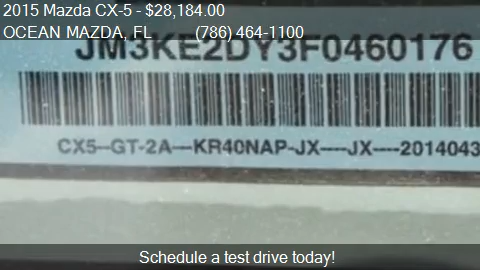 2015 Mazda CX-5 - $28,184.00
OCEAN MAZDA, FL (786) 464-1100
JM3KE2DY3F0460176
CX5--GT-2A---KR40NAP-JX----JX----2014043
Schedule a test drive today!